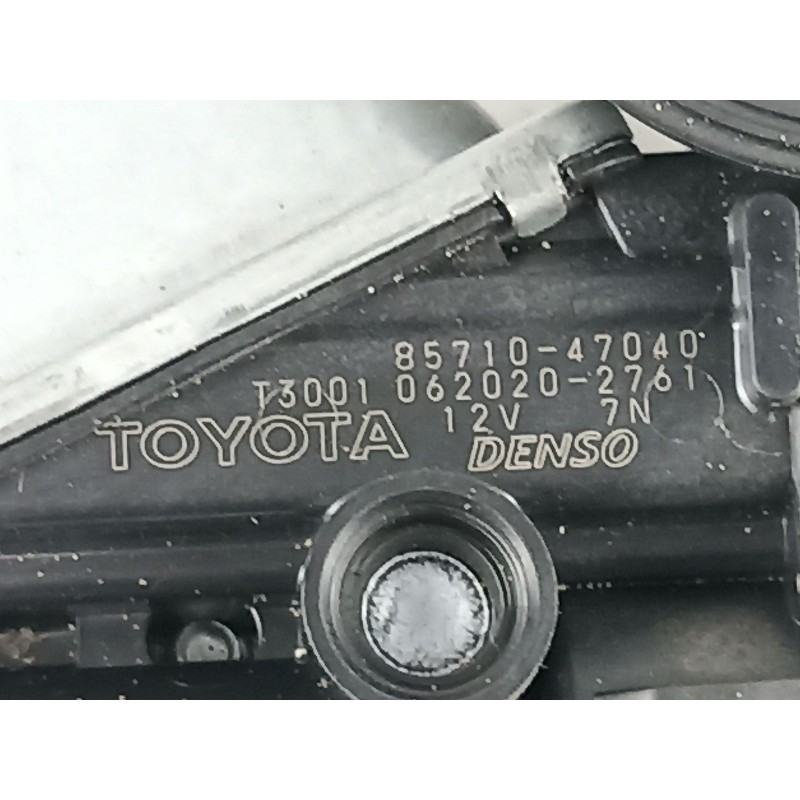 85710-47040
T3001 062020-2761
12V 7N
TOYOTA DENSO